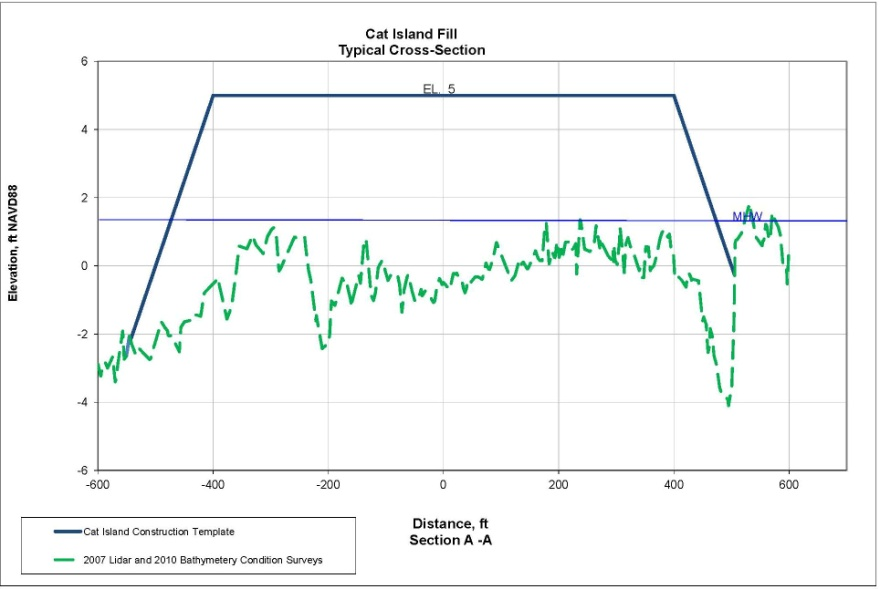 Cat Island Fill
Typical Cross-Section
6
EL. 5
4
2
MHW
0
-2
-4
-6
Elevation, ft NAVD88
-600
-400
-200
0
200
400
600
Distance, ft
Section A -A
Cat Island Construction Template
2007 Lidar and 2010 Bathymetery Condition Surveys